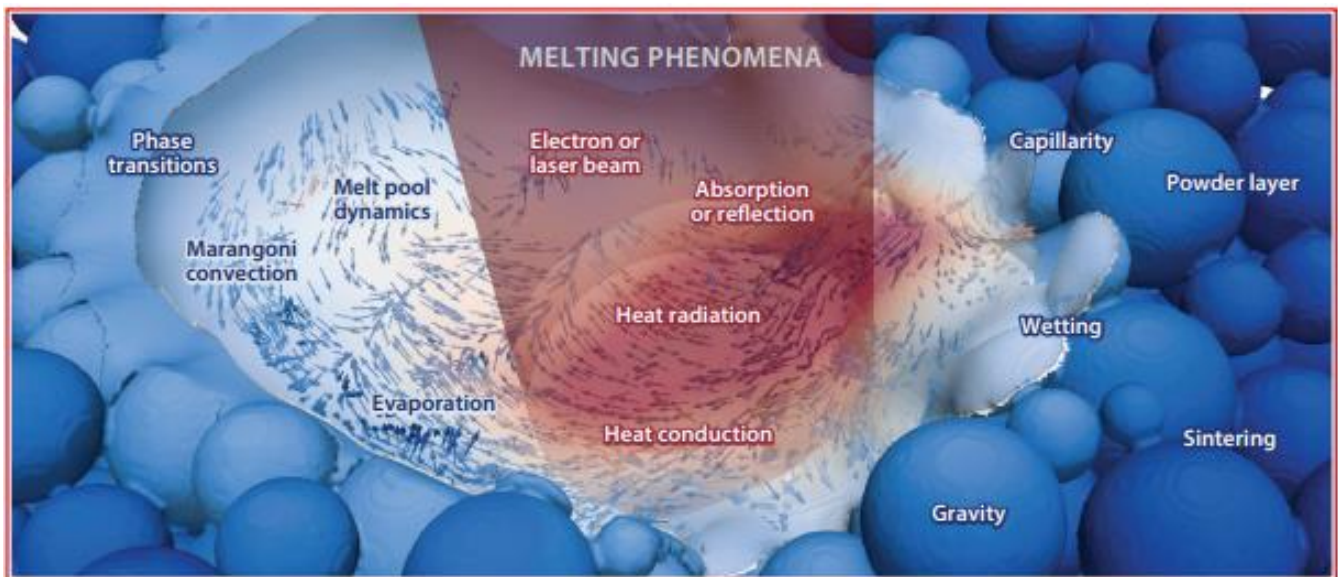 MELTING PHENOMENA
Phase
transitions
Electron or
laser beam
Capillarity
Melt pool
dynamics
Absorption
or reflection
Powder layer
Marangoni
convection
Heat radiation
Wetting
Evaporation
Heat conduction
Sintering
Gravity